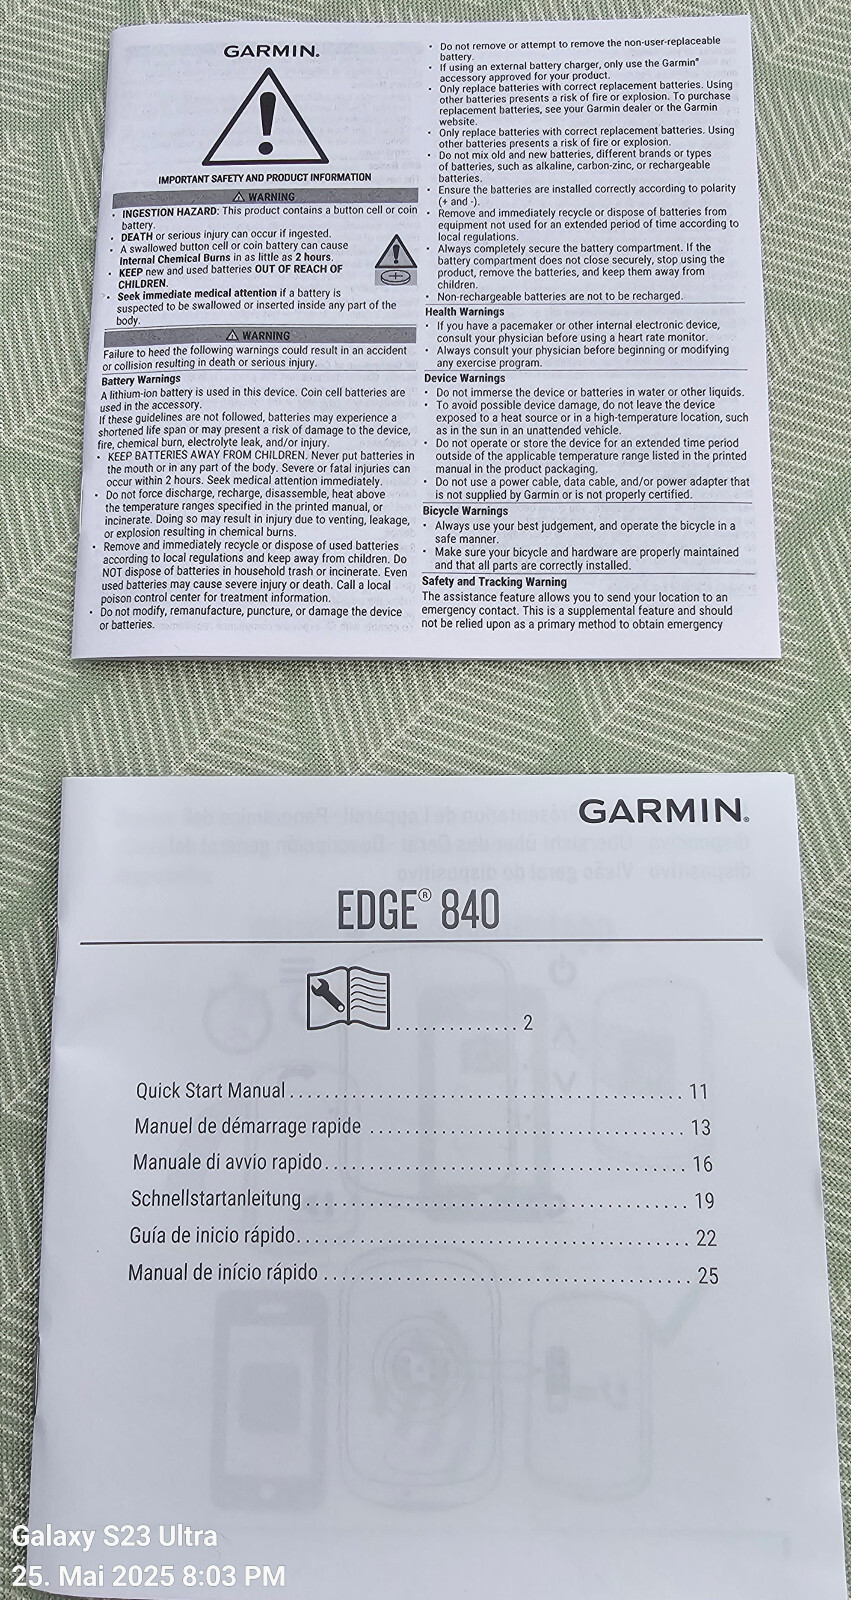 GARMIN.
IMPORTANT SAFETY AND PRODUCT INFORMATION
⚠ WARNING
• INGESTION HAZARD: This product contains a button cell or coin
battery.
• DEATH or serious injury can occur if ingested.
• A swallowed button cell or coin battery can cause
Internal Chemical Burns in as little as 2 hours.
• KEEP new and used batteries OUT OF REACH OF
CHILDREN.
• Seek immediate medical attention if a battery is
suspected to be swallowed or inserted inside any part of the
body.
⚠ WARNING
Failure to heed the following warnings could result in an accident
or collision resulting in death or serious injury.
Battery Warnings
A lithium-ion battery is used in this device. Coin cell batteries are
used in the accessory.
If these guidelines are not followed, batteries may experience a
shortened life span or may present a risk of damage to the device,
fire, chemical burn, electrolyte leak, and/or injury.
• KEEP BATTERIES AWAY FROM CHILDREN. Never put batteries in
the mouth or in any part of the body. Severe or fatal injuries can
occur within 2 hours. Seek medical attention immediately.
• Do not force discharge, recharge, disassemble, heat above
the temperature ranges specified in the printed manual, or
incinerate. Doing so may result in injury due to venting, leakage,
or explosion resulting in chemical burns.
• Remove and immediately recycle or dispose of used batteries
according to local regulations and keep away from children. Do
NOT dispose of batteries in household trash or incinerate. Even
used batteries may cause severe injury or death. Call a local
poison control center for treatment information.
• Do not modify, remanufacture, puncture, or damage the device
or batteries.
• Do not remove or attempt to remove the non-user-replaceable
battery.
• If using an external battery charger, only use the Garmin®
accessory approved for your product.
• Only replace batteries with correct replacement batteries. Using
other batteries presents a risk of fire or explosion. To purchase
replacement batteries, see your Garmin dealer or the Garmin
website.
• Only replace batteries with correct replacement batteries. Using
other batteries presents a risk of fire or explosion.
• Do not mix old and new batteries, different brands or types
of batteries, such as alkaline, carbon-zinc, or rechargeable
batteries.
• Ensure the batteries are installed correctly according to polarity
(+ and -).
• Remove and immediately recycle or dispose of batteries from
equipment not used for an extended period of time according to
local regulations.
• Always completely secure the battery compartment. If the
battery compartment does not close securely, stop using the
product, remove the batteries, and keep them away from
children.
• Non-rechargeable batteries are not to be recharged.
Health Warnings
• If you have a pacemaker or other internal electronic device,
consult your physician before using a heart rate monitor.
• Always consult your physician before beginning or modifying
any exercise program.
Device Warnings
• Do not immerse the device or batteries in water or other liquids.
• To avoid possible device damage, do not leave the device
exposed to a heat source or in a high-temperature location, such
as in the sun in an unattended vehicle.
• Do not operate or store the device for an extended time period
outside of the applicable temperature range listed in the printed
manual in the product packaging.
• Do not use a power cable, data cable, and/or power adapter that
is not supplied by Garmin or is not properly certified.
Bicycle Warnings
• Always use your best judgement, and operate the bicycle in a
safe manner.
• Make sure your bicycle and hardware are properly maintained
and that all parts are correctly installed.
Safety and Tracking Warning
The assistance feature allows you to send your location to an
emergency contact. This is a supplemental feature and should
not be relied upon as a primary method to obtain emergency
GARMIN®
EDGE® 840
.............. 2
Quick Start Manual .......... 11
Manuel de démarrage rapide .......... 13
Manuale di avvio rapido .......... 16
Schnellstartanleitung .......... 19
Guía de inicio rápido .......... 22
Manual de início rápido .......... 25
Galaxy S23 Ultra
25. Mai 2025 8:03 PM